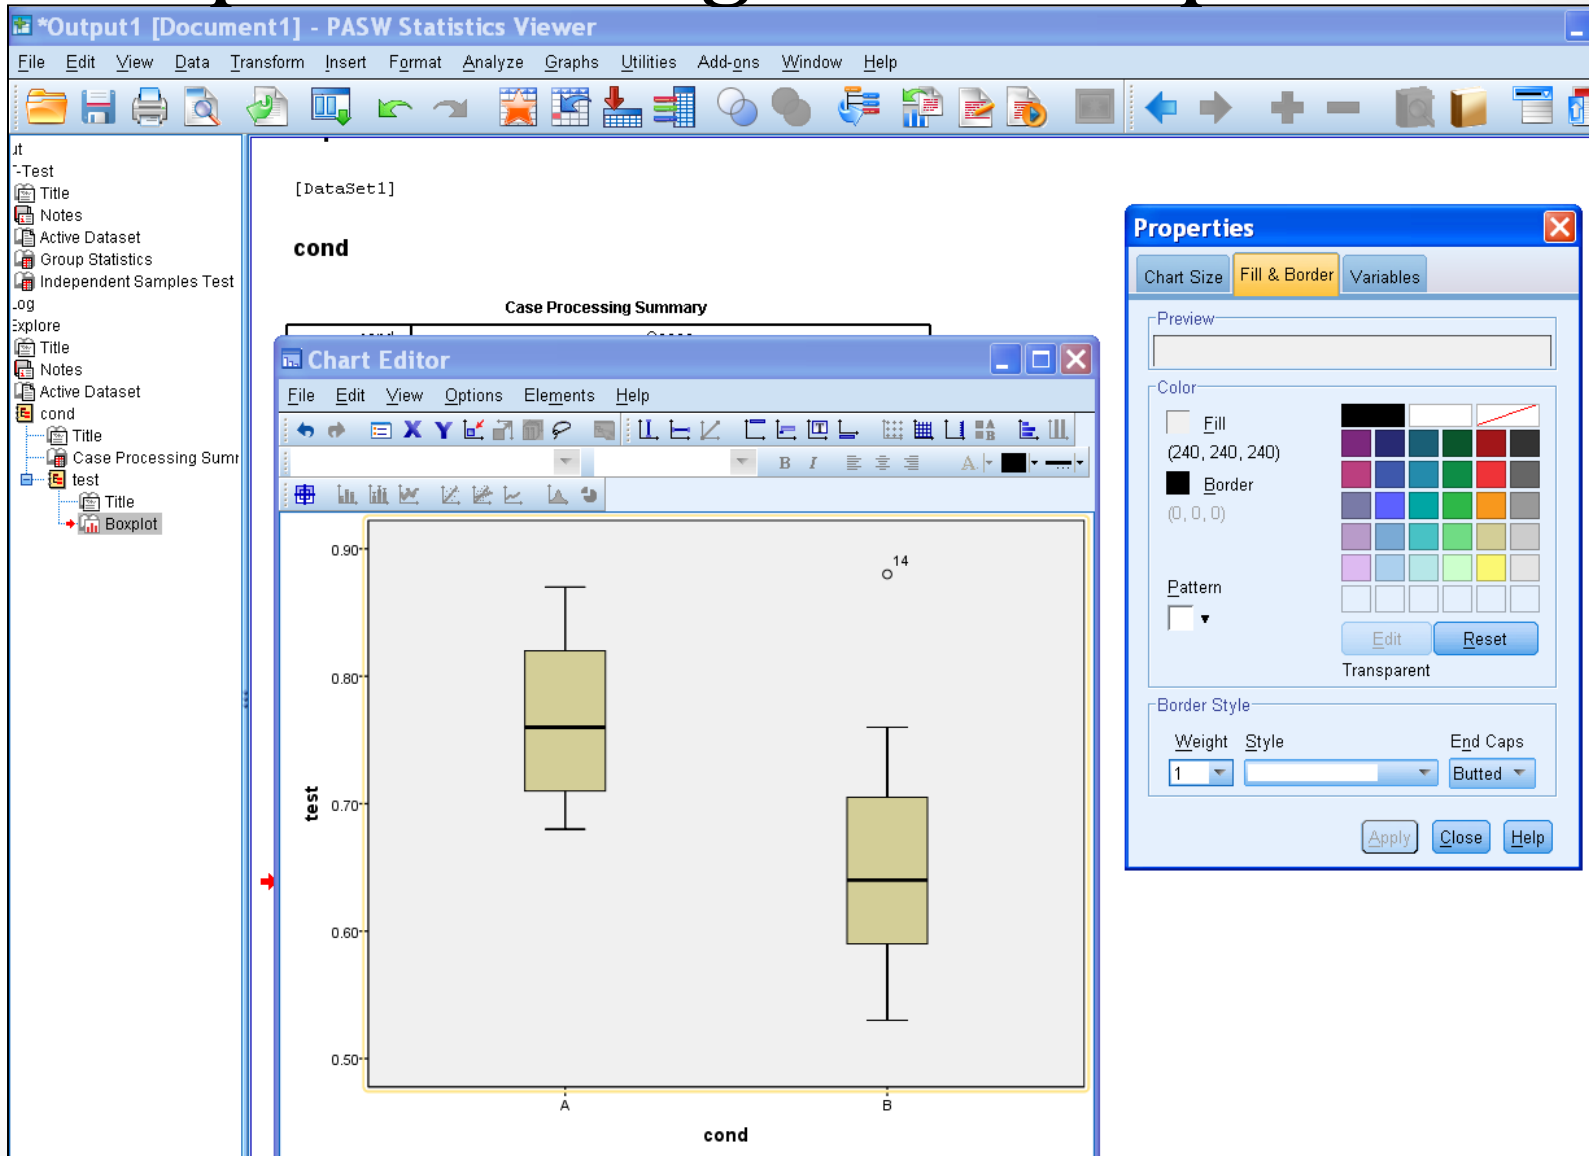 *Output1 [Document1] - PASW Statistics Viewer
File Edit View Data Transform Insert Format Analyze Graphs Utilities Add-ons Window Help
ut
-Test
Title
Notes
Active Dataset
Group Statistics
Independent Samples Test
Log
Explore
Title
Notes
Active Dataset
cond
Title
Case Processing Sumr
test
Title
Boxplot
[DataSet1]
cond
Case Processing Summary
Chart Editor
File Edit View Options Elements Help
X Y
B I A
0.90
0.80
0.70
0.60
0.50
14
test
A B
cond
Properties
Chart Size Fill & Border Variables
Preview
Color
Fill
(240, 240, 240)
Border
(0, 0, 0)
Pattern
Edit Reset
Transparent
Border Style
Weight Style End Caps
1 Butted
Apply Close Help